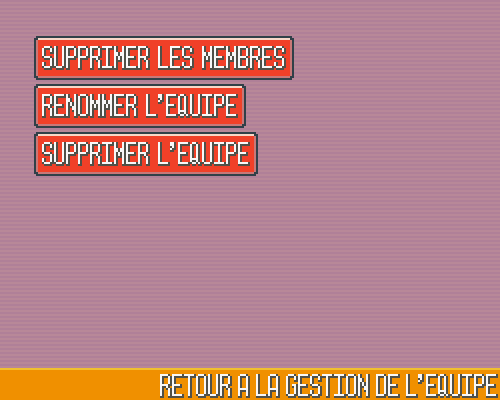 SUPPRIMER LES MEMBRES
RENOMMER L'EQUIPE
SUPPRIMER L'EQUIPE
RETOUR A LA GESTION DE L'EQUIPE